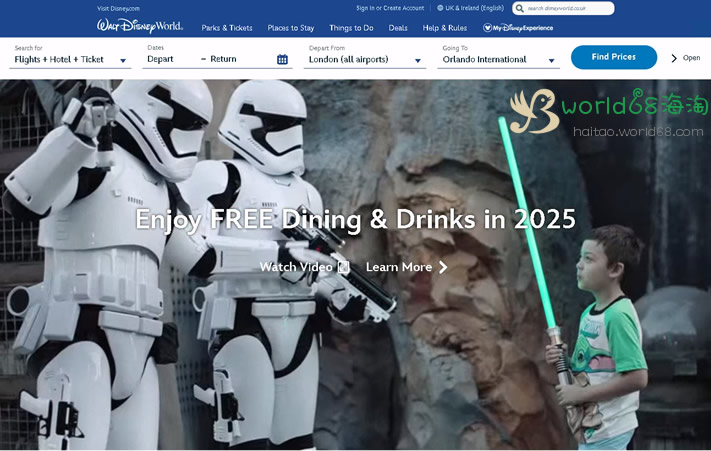 Visit Disney.com
Sign In or Create Account
UK & Ireland (English)
search disneyworld.co.uk
Walt Disney World.
Parks & Tickets
Places to Stay
Things to Do
Deals
Help & Rules
My Disney Experience
Search for
Flights + Hotel + Ticket
Dates
Depart – Return
Depart From
London (all airports)
Going To
Orlando International
Find Prices
Open
world68海淘
haitao.world68.com
Enjoy FREE Dining & Drinks in 2025
Watch Video
Learn More